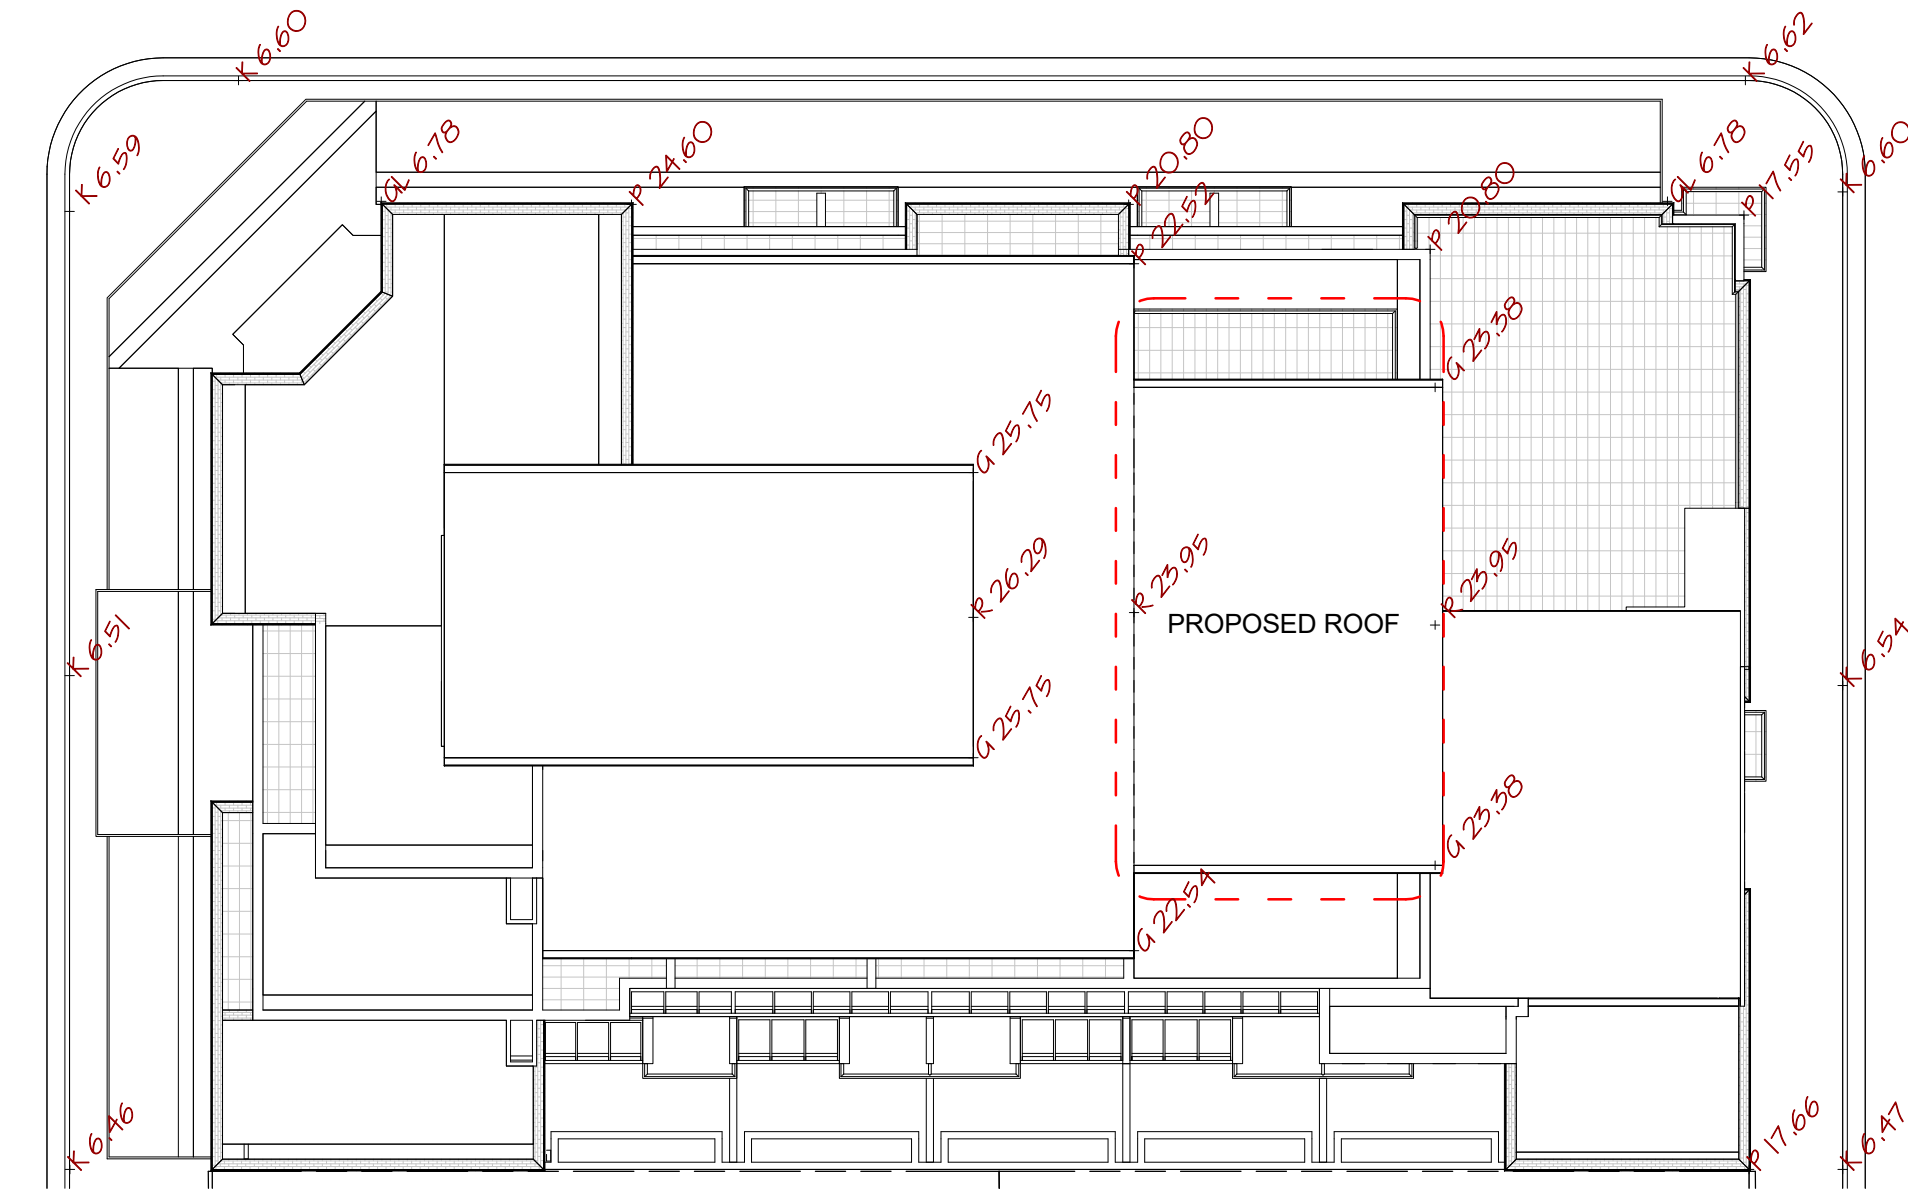 K 6.60
K 6.62
K 6.59
GL 6.78
P 24.60
P 20.80
P 22.52
P 20.80
GL 6.78
P 17.55
K 6.60
G 23.38
G 25.75
R 26.29
R 23.95
R 23.95
PROPOSED ROOF
K 6.51
K 6.54
G 25.75
G 23.38
G 22.54
K 6.46
P 17.66
K 6.47